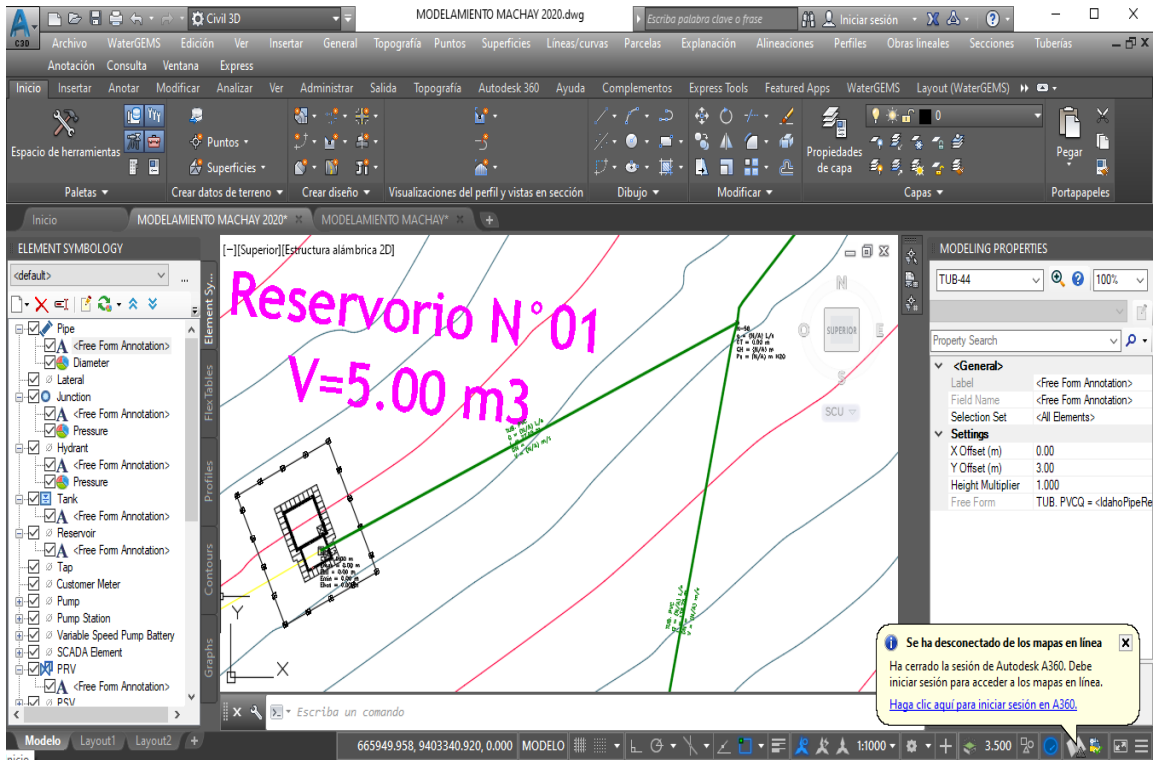 A
C3D
Civil 3D
MODELAMIENTO MACHAY 2020.dwg
Escriba palabra clave o frase
Iniciar sesión
Archivo WaterGEMS Edición Ver Insertar General Topografía Puntos Superficies Líneas/curvas Parcelas Explanación Alineaciones Perfiles Obras lineales Secciones Tuberías
Anotación Consulta Ventana Express
Inicio Insertar Anotar Modificar Analizar Ver Administrar Salida Topografía Autodesk 360 Ayuda Complementos Express Tools Featured Apps WaterGEMS Layout (WaterGEMS)
Espacio de herramientas
Puntos
Superficies
Propiedades de capa
0
Pegar
Paletas Crear datos de terreno Crear diseño Visualizaciones del perfil y vistas en sección Dibujo Modificar Capas Portapapeles
Inicio MODELAMIENTO MACHAY 2020* MODELAMIENTO MACHAY*
ELEMENT SYMBOLOGY
<default>
Pipe
<Free Form Annotation>
Diameter
Lateral
Junction
<Free Form Annotation>
Pressure
Hydrant
<Free Form Annotation>
Pressure
Tank
<Free Form Annotation>
Reservoir
<Free Form Annotation>
Tap
Customer Meter
Pump
Pump Station
Variable Speed Pump Battery
SCADA Element
PRV
<Free Form Annotation>
PSV
Element Sy...
FlexTables
Profiles
Contours
Graphs
[−][Superior][Estructura alámbrica 2D]
Reservorio N°01
V=5.00 m3
N
O SUPERIOR E
S
SCU
Y
X
Escriba un comando
MODELING PROPERTIES
TUB-44
100%
Property Search
<General>
Label <Free Form Annotation>
Field Name <Free Form Annotation>
Selection Set <All Elements>
Settings
X Offset (m) 0.00
Y Offset (m) 3.00
Height Multiplier 1.000
Free Form TUB. PVCQ = <IdahoPipeRe
Se ha desconectado de los mapas en línea
Ha cerrado la sesión de Autodesk A360. Debe
iniciar sesión para acceder a los mapas en línea.
Haga clic aquí para iniciar sesión en A360.
Modelo Layout1 Layout2
665949.958, 9403340.920, 0.000 MODELO 1:1000 3.500